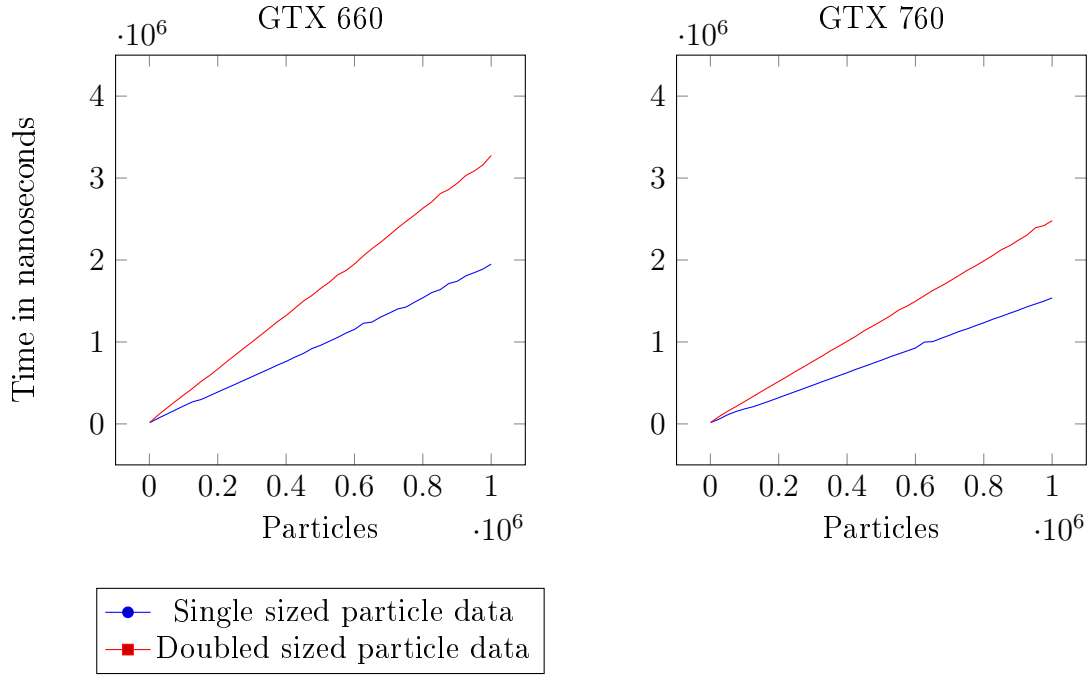 GTX 660
·10⁶
4
3
2
1
0
Time in nanoseconds
0 0.2 0.4 0.6 0.8 1
Particles
·10⁶
GTX 760
·10⁶
4
3
2
1
0
0 0.2 0.4 0.6 0.8 1
Particles
·10⁶
Single sized particle data
Doubled sized particle data